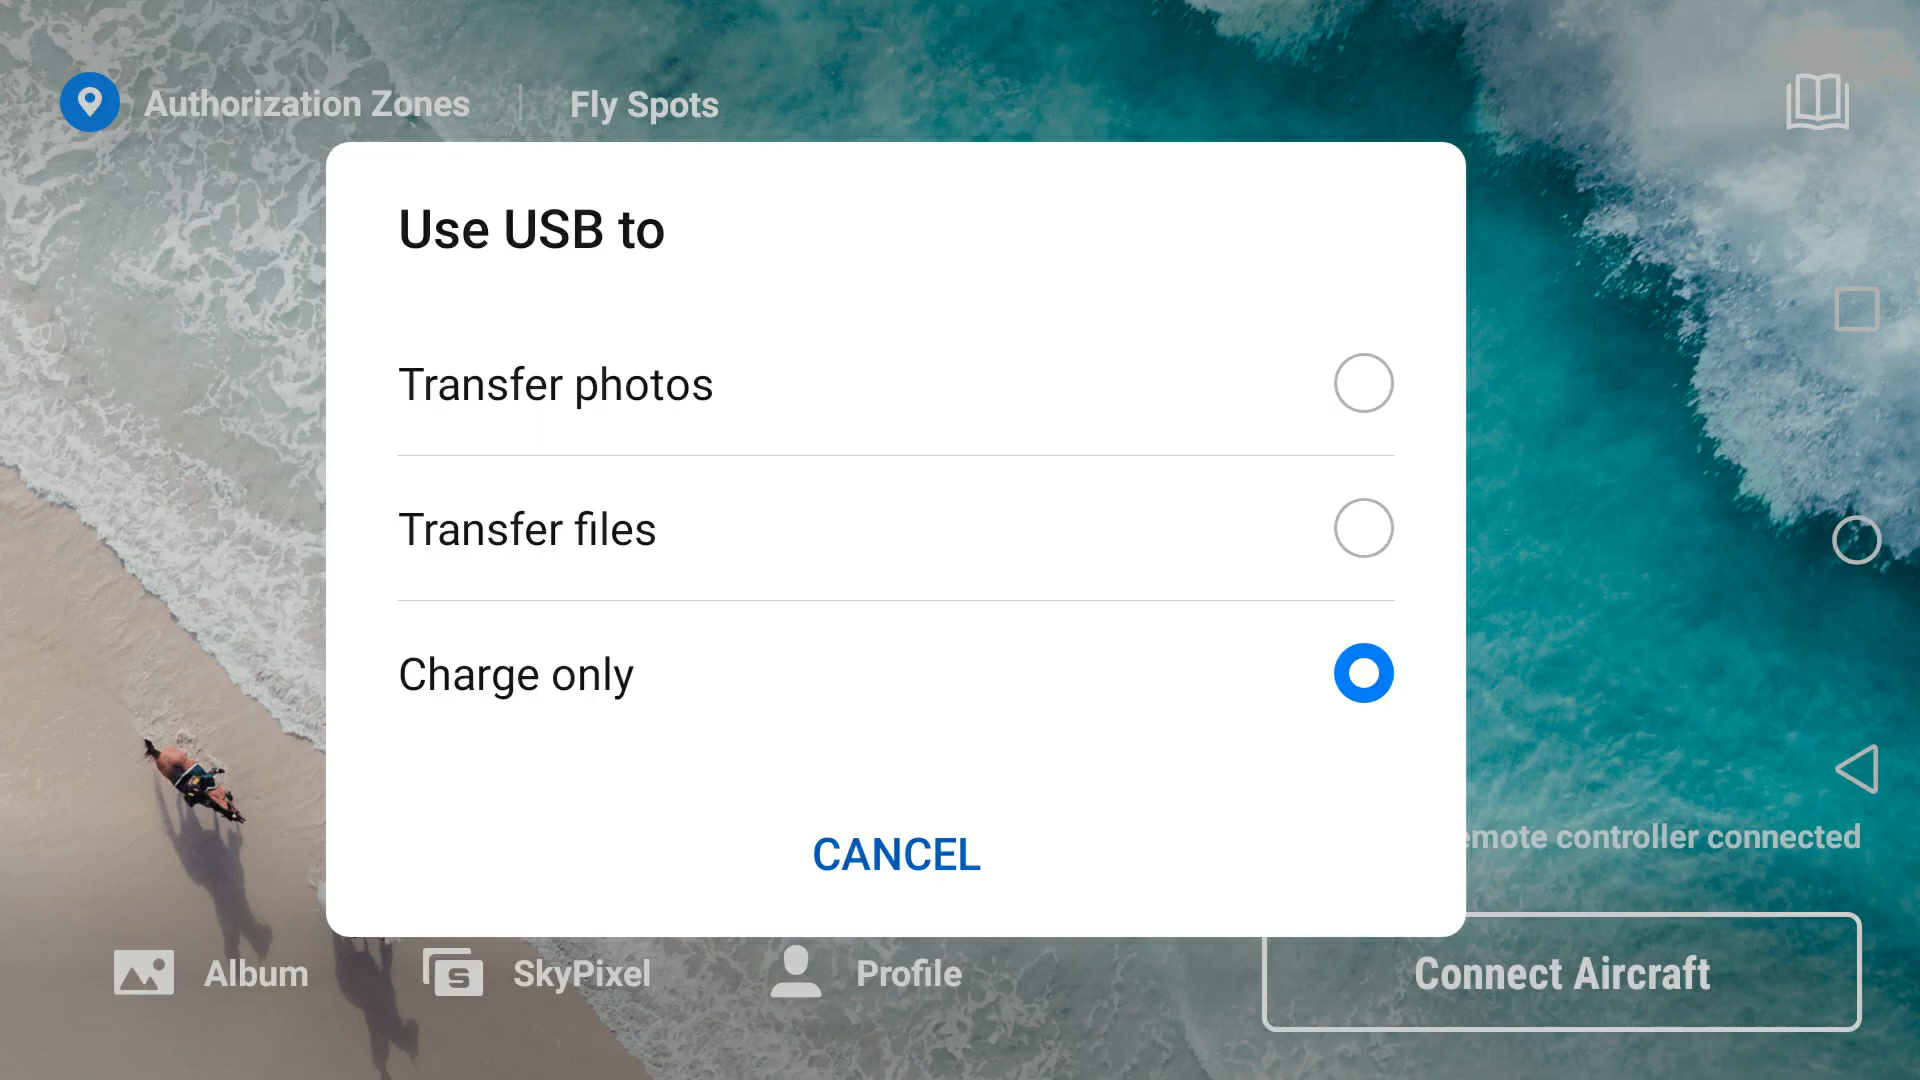 Authorization Zones
Fly Spots
Use USB to
Transfer photos
Transfer files
Charge only
CANCEL
controller connected
Album
S
SkyPixel
Profile
Connect Aircraft